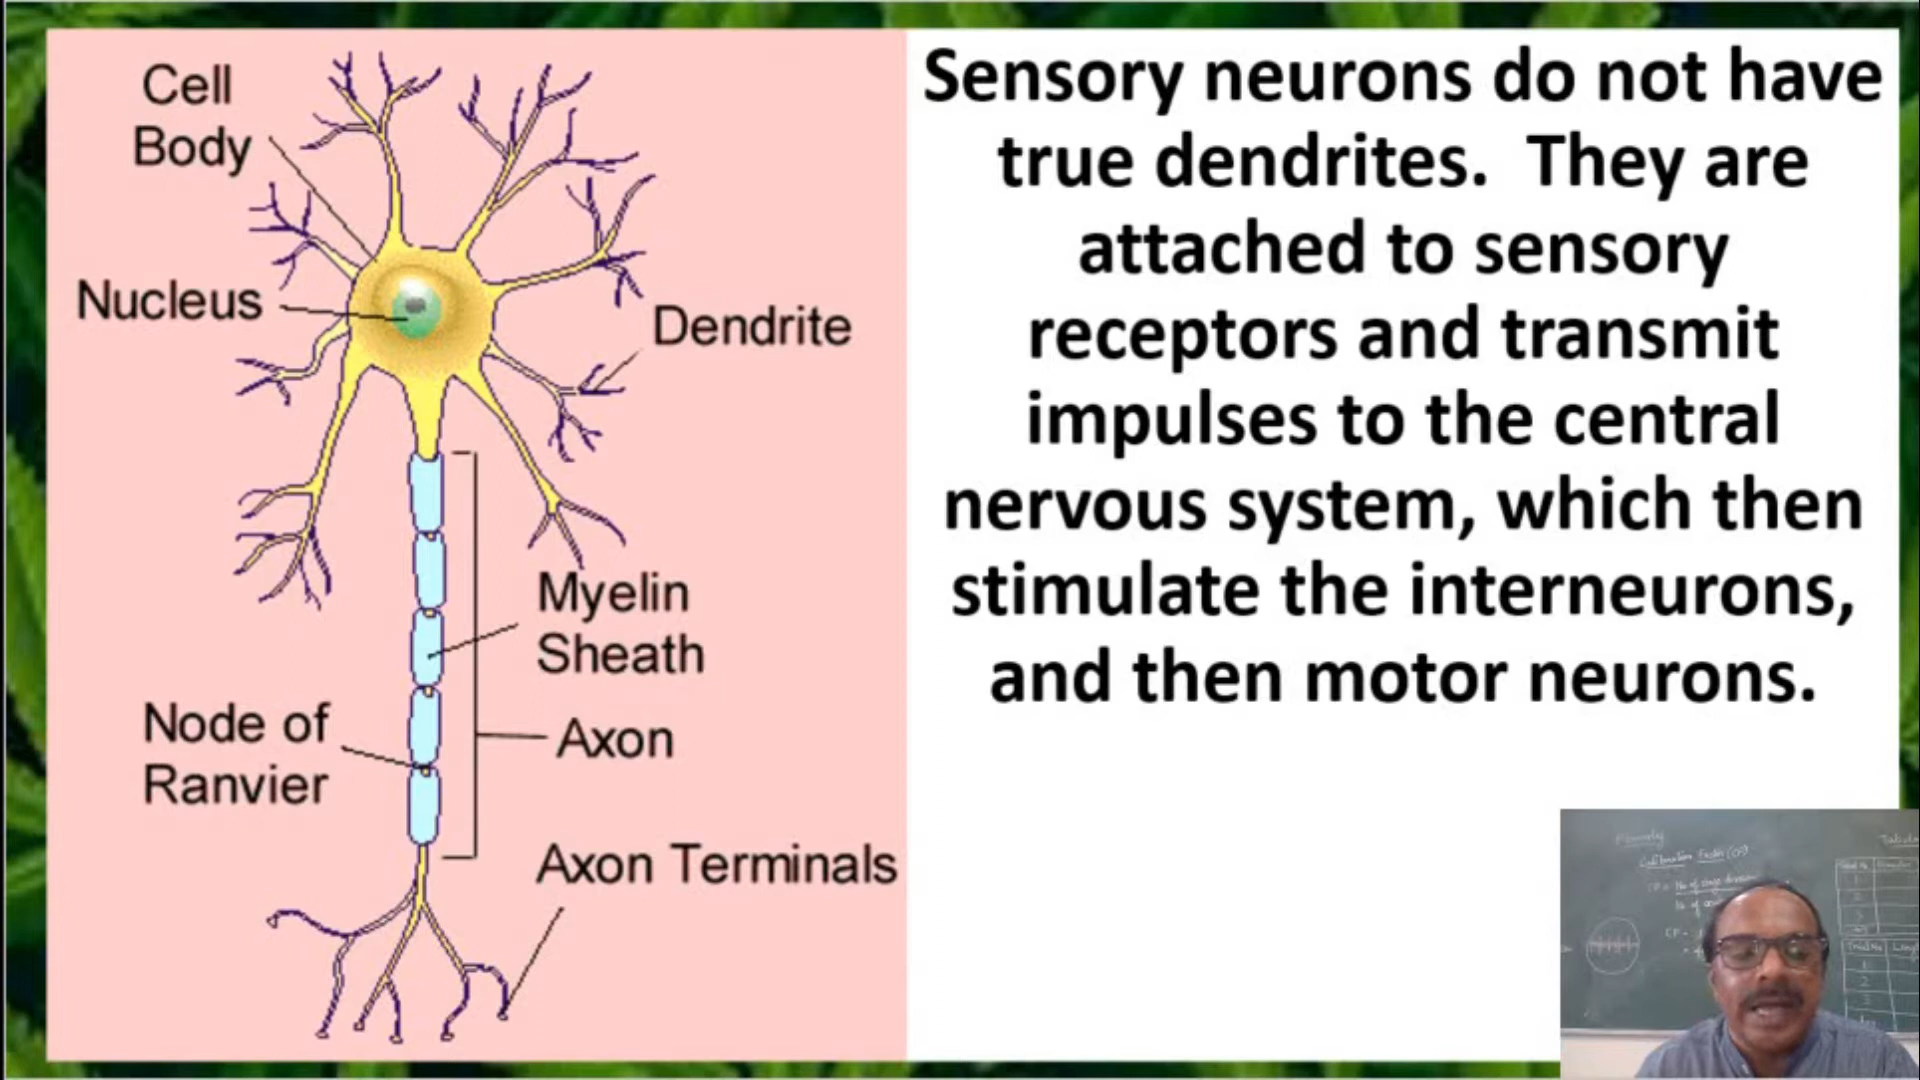 Cell
Body
Nucleus
Dendrite
Myelin
Sheath
Node of
Ranvier
Axon
Axon Terminals
Sensory neurons do not have
true dendrites. They are
attached to sensory
receptors and transmit
impulses to the central
nervous system, which then
stimulate the interneurons,
and then motor neurons.